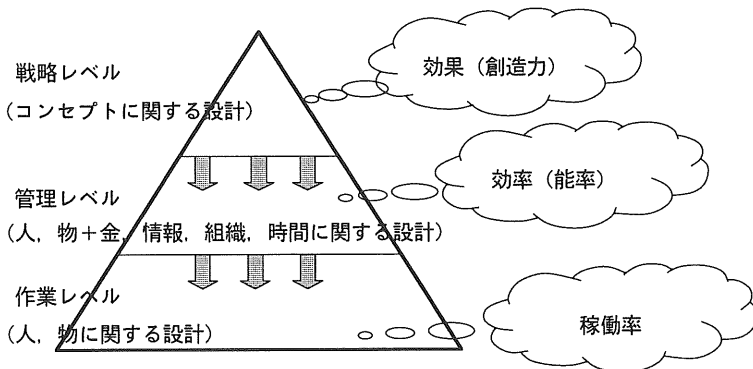 戦略レベル
（コンセプトに関する設計）
効果（創造力）
管理レベル
（人，物＋金，情報，組織，時間に関する設計）
効率（能率）
作業レベル
（人，物に関する設計）
稼働率